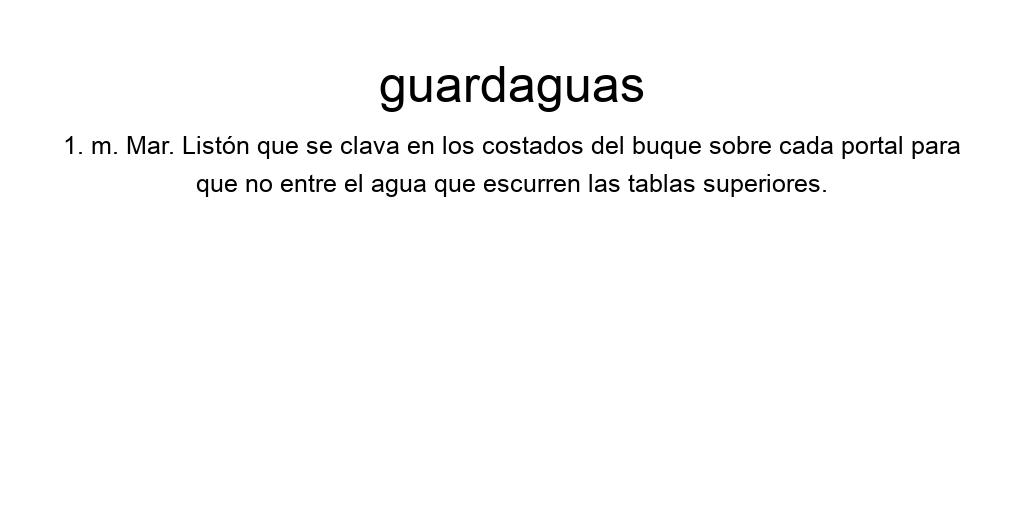 guardaguas
1. m. Mar. Listón que se clava en los costados del buque sobre cada portal para
que no entre el agua que escurren las tablas superiores.